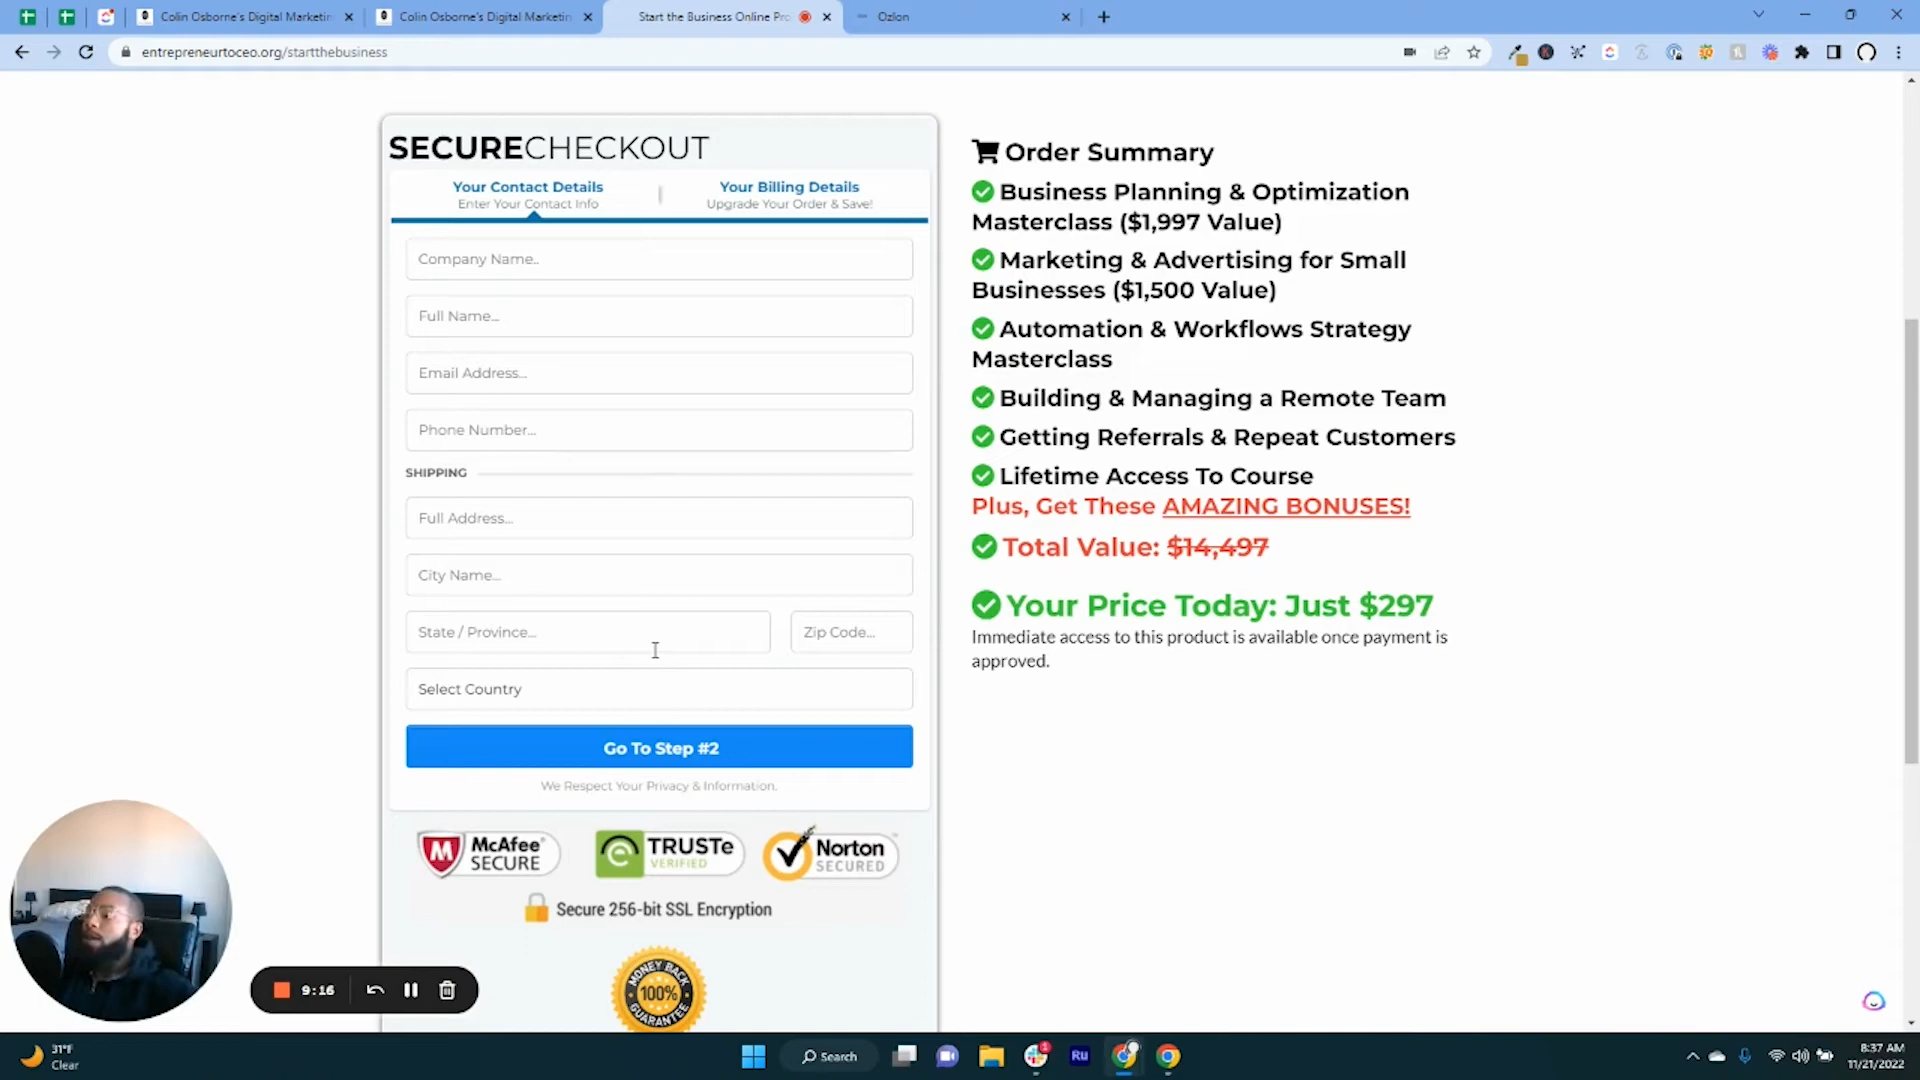 Colin Osborne's Digital Marketin
Colin Osborne's Digital Marketin
Start the Business Online Pro
Ozlon
entrepreneurtoceo.org/startthebusiness
SECURECHECKOUT
Your Contact Details
Enter Your Contact Info
Your Billing Details
Upgrade Your Order & Save!
Company Name..
Full Name...
Email Address...
Phone Number...
SHIPPING
Full Address...
City Name...
State / Province...
Zip Code...
Select Country
Go To Step #2
We Respect Your Privacy & Information.
McAfee
SECURE
TRUSTe
VERIFIED
Norton
SECURED
Secure 256-bit SSL Encryption
MONEY BACK
100%
GUARANTEE
Order Summary
Business Planning & Optimization
Masterclass ($1,997 Value)
Marketing & Advertising for Small
Businesses ($1,500 Value)
Automation & Workflows Strategy
Masterclass
Building & Managing a Remote Team
Getting Referrals & Repeat Customers
Lifetime Access To Course
Plus, Get These AMAZING BONUSES!
Total Value: $14,497
Your Price Today: Just $297
Immediate access to this product is available once payment is
approved.
9:16
31°F
Clear
Search
1
Ru
8:37 AM
11/21/2022